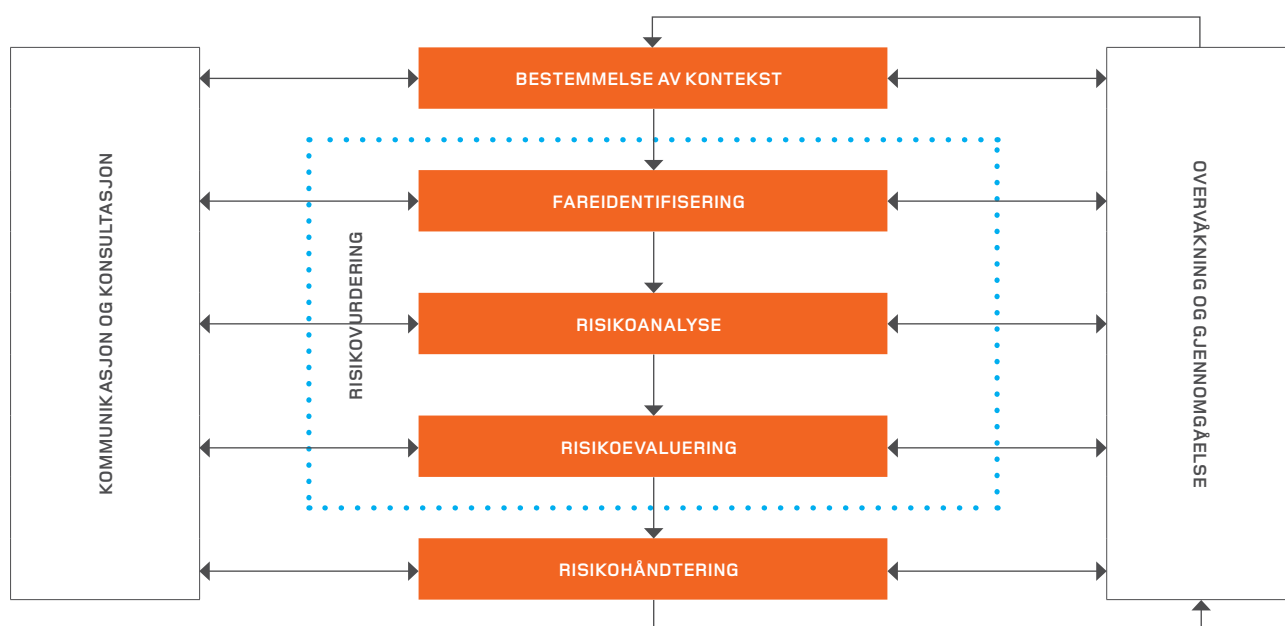 BESTEMMELSE AV KONTEKST
KOMMUNIKASJON OG KONSULTASJON
RISIKOVURDERING
FAREIDENTIFISERING
RISIKOANALYSE
RISIKOEVALUERING
RISIKOHÅNDTERING
OVERVÅKNING OG GJENNOMGÅELSE